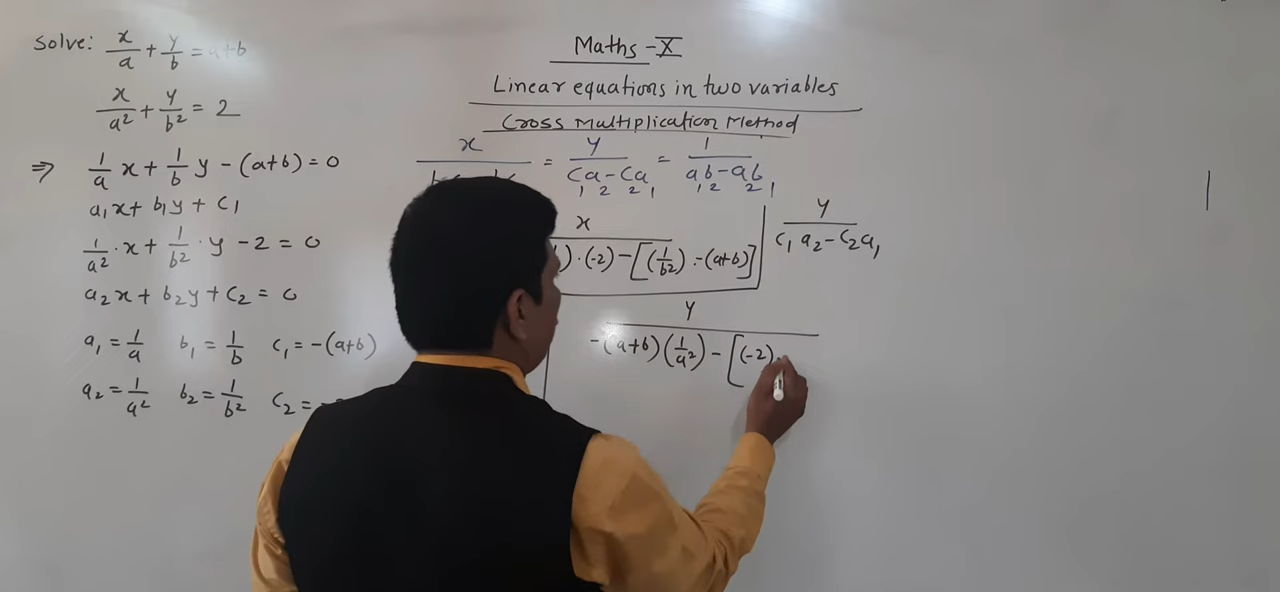 Solve: x/a + y/b = a+b
x/a² + y/b² = 2
⇒ 1/a x + 1/b y - (a+b) = 0
a₁x + b₁y + C₁
1/a² · x + 1/b² · y - 2 = 0
a₂x + b₂y + C₂ = 0
a₁ = 1/a b₁ = 1/b C₁ = -(a+b)
a₂ = 1/a² b₂ = 1/b² C₂ =
Maths - X
Linear equations in two variables
Cross Multiplication Method
x/ = y/C₁a₂ - C₂a₁ = 1/a₁b₂ - a₂b₁
x/ ) · (-2) - [(1/b²) · -(a+b)]
y/C₁a₂ - C₂a₁
y/-(a+b)(1/a²) - [(-2) ·